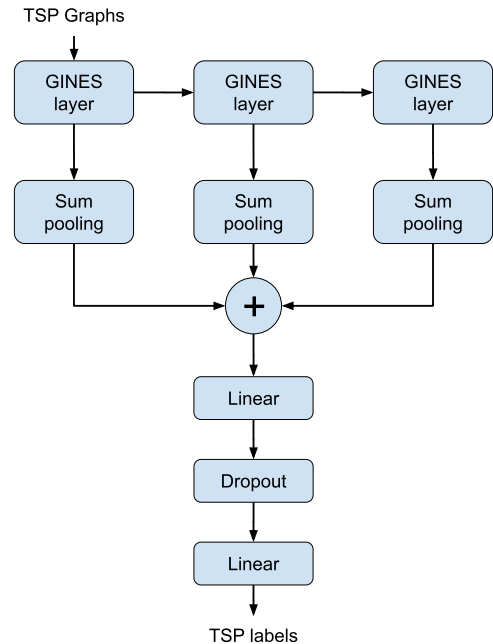 TSP Graphs
GINES
layer
GINES
layer
GINES
layer
Sum
pooling
Sum
pooling
Sum
pooling
+
Linear
Dropout
Linear
TSP labels